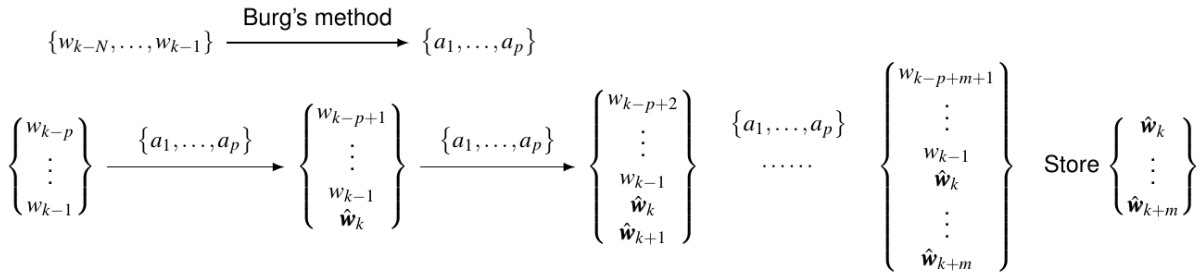 Burg's method
{w_{k−N},…,w_{k−1}} ⟶ {a_1,…,a_p}
{w_{k−p} ⋮ w_{k−1}}
{a_1,…,a_p}
{w_{k−p+1} ⋮ w_{k−1} ŵ_k}
{a_1,…,a_p}
{w_{k−p+2} ⋮ w_{k−1} ŵ_k ŵ_{k+1}}
{a_1,…,a_p}
……
{w_{k−p+m+1} ⋮ w_{k−1} ŵ_k ⋮ ŵ_{k+m}}
Store {ŵ_k ⋮ ŵ_{k+m}}